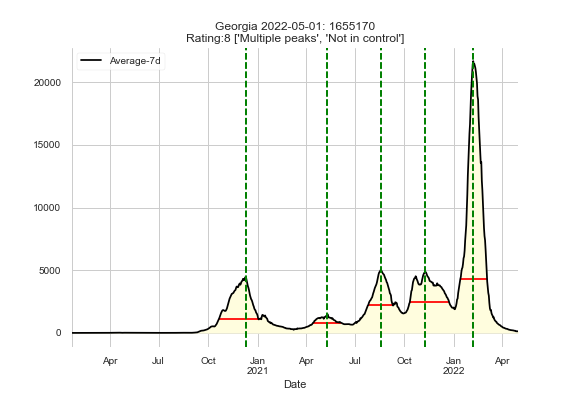 Georgia 2022-05-01: 1655170
Rating:8 ['Multiple peaks', 'Not in control']
Average-7d
20000
15000
10000
5000
0
Apr Jul Oct Jan Apr Jul Oct Jan Apr
2021 2022
Date